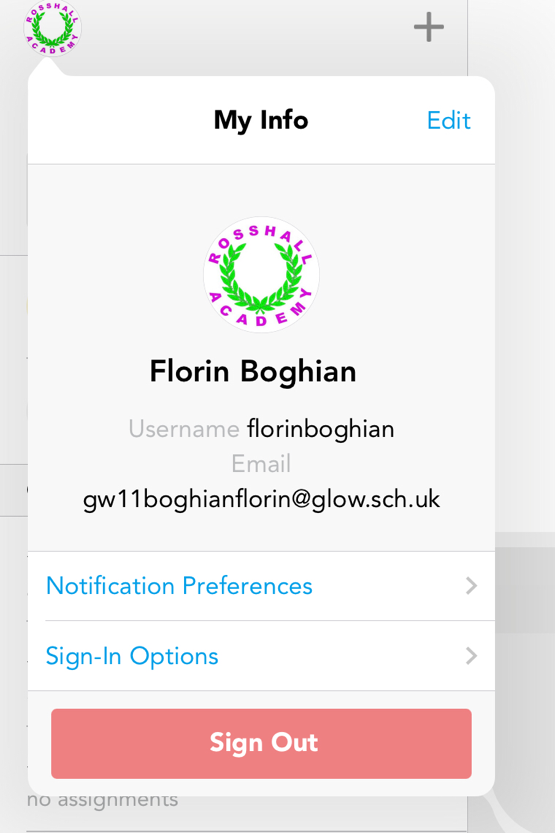 ROSSHALL
ACADEMY
My Info
Edit
ROSSHALL
ACADEMY
Florin Boghian
Username florinboghian
Email
gw11boghianflorin@glow.sch.uk
Notification Preferences
Sign-In Options
Sign Out
no assignments